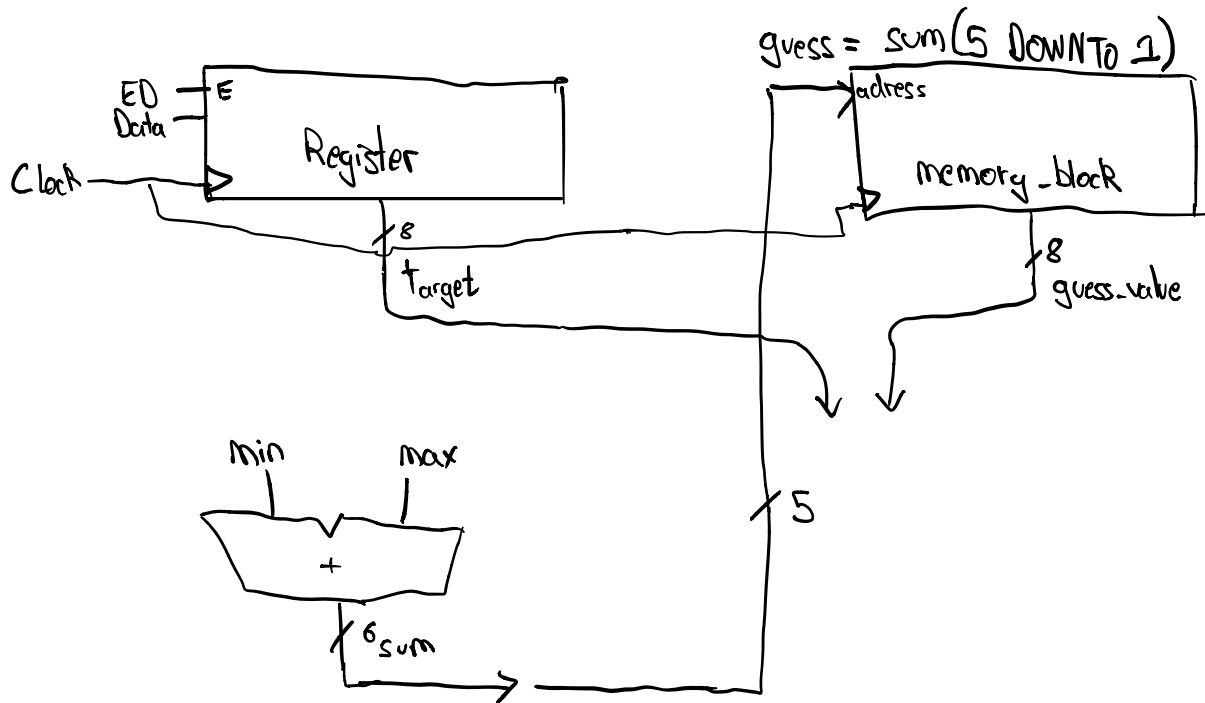 guess = sum(5 DOWNTO 1)
ED
E
Data
Register
Clock
adress
memory_block
8
target
8
guess_value
min
max
+
5
6
sum